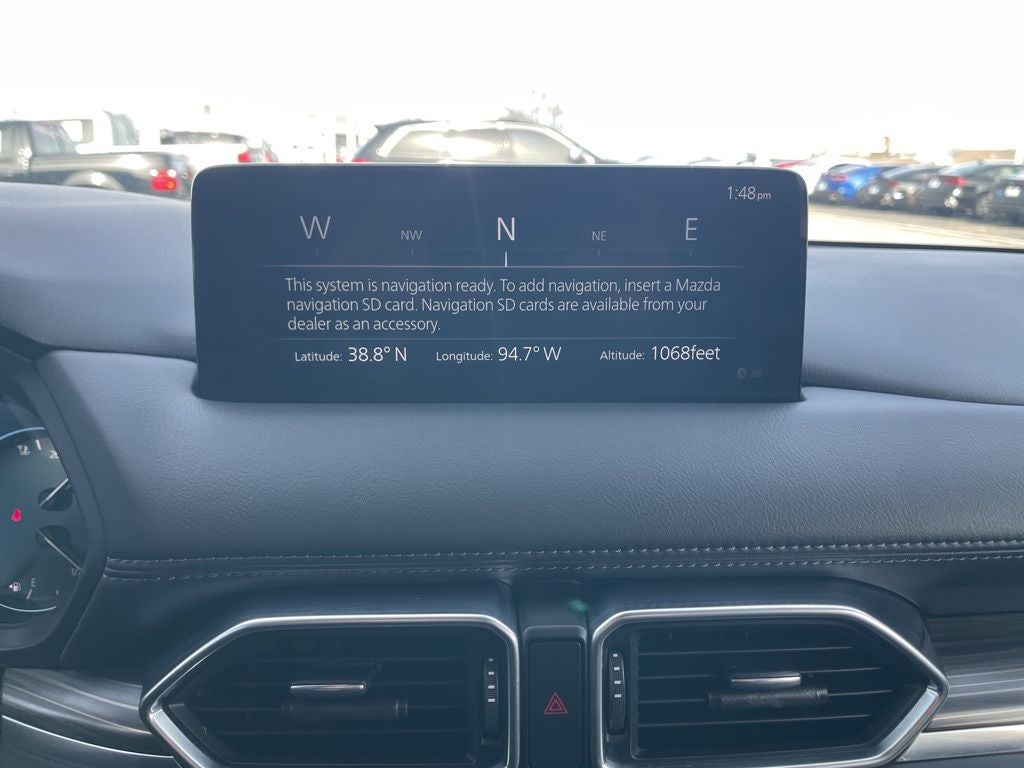 1:48pm
W NW N NE E
This system is navigation ready. To add navigation, insert a Mazda
navigation SD card. Navigation SD cards are available from your
dealer as an accessory.
Latitude: 38.8° N Longitude: 94.7° W Altitude: 1068feet
E